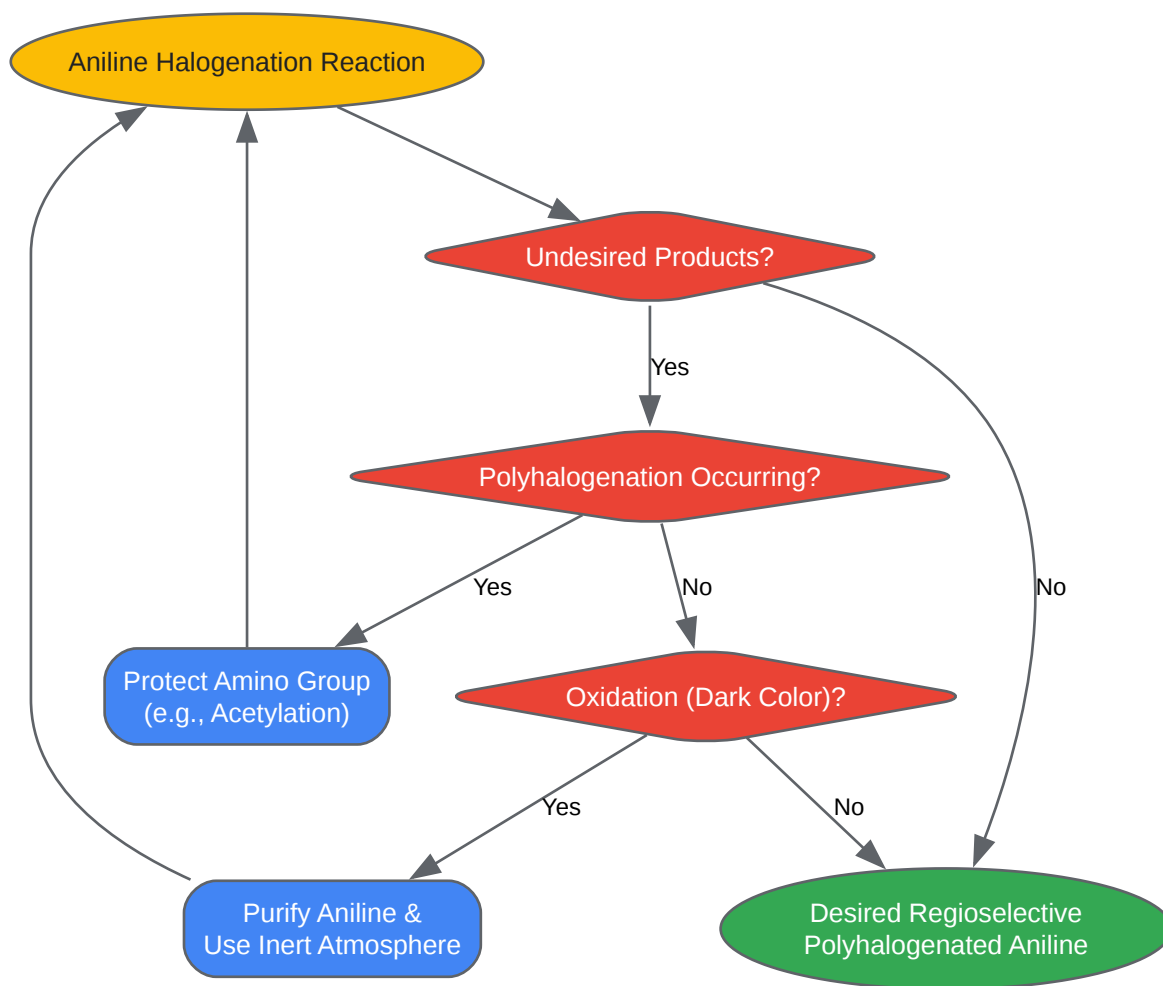 Aniline Halogenation Reaction
Undesired Products?
Yes
Polyhalogenation Occurring?
Yes
No
No
Protect Amino Group
(e.g., Acetylation)
Oxidation (Dark Color)?
Yes
No
Purify Aniline &
Use Inert Atmosphere
Desired Regioselective
Polyhalogenated Aniline